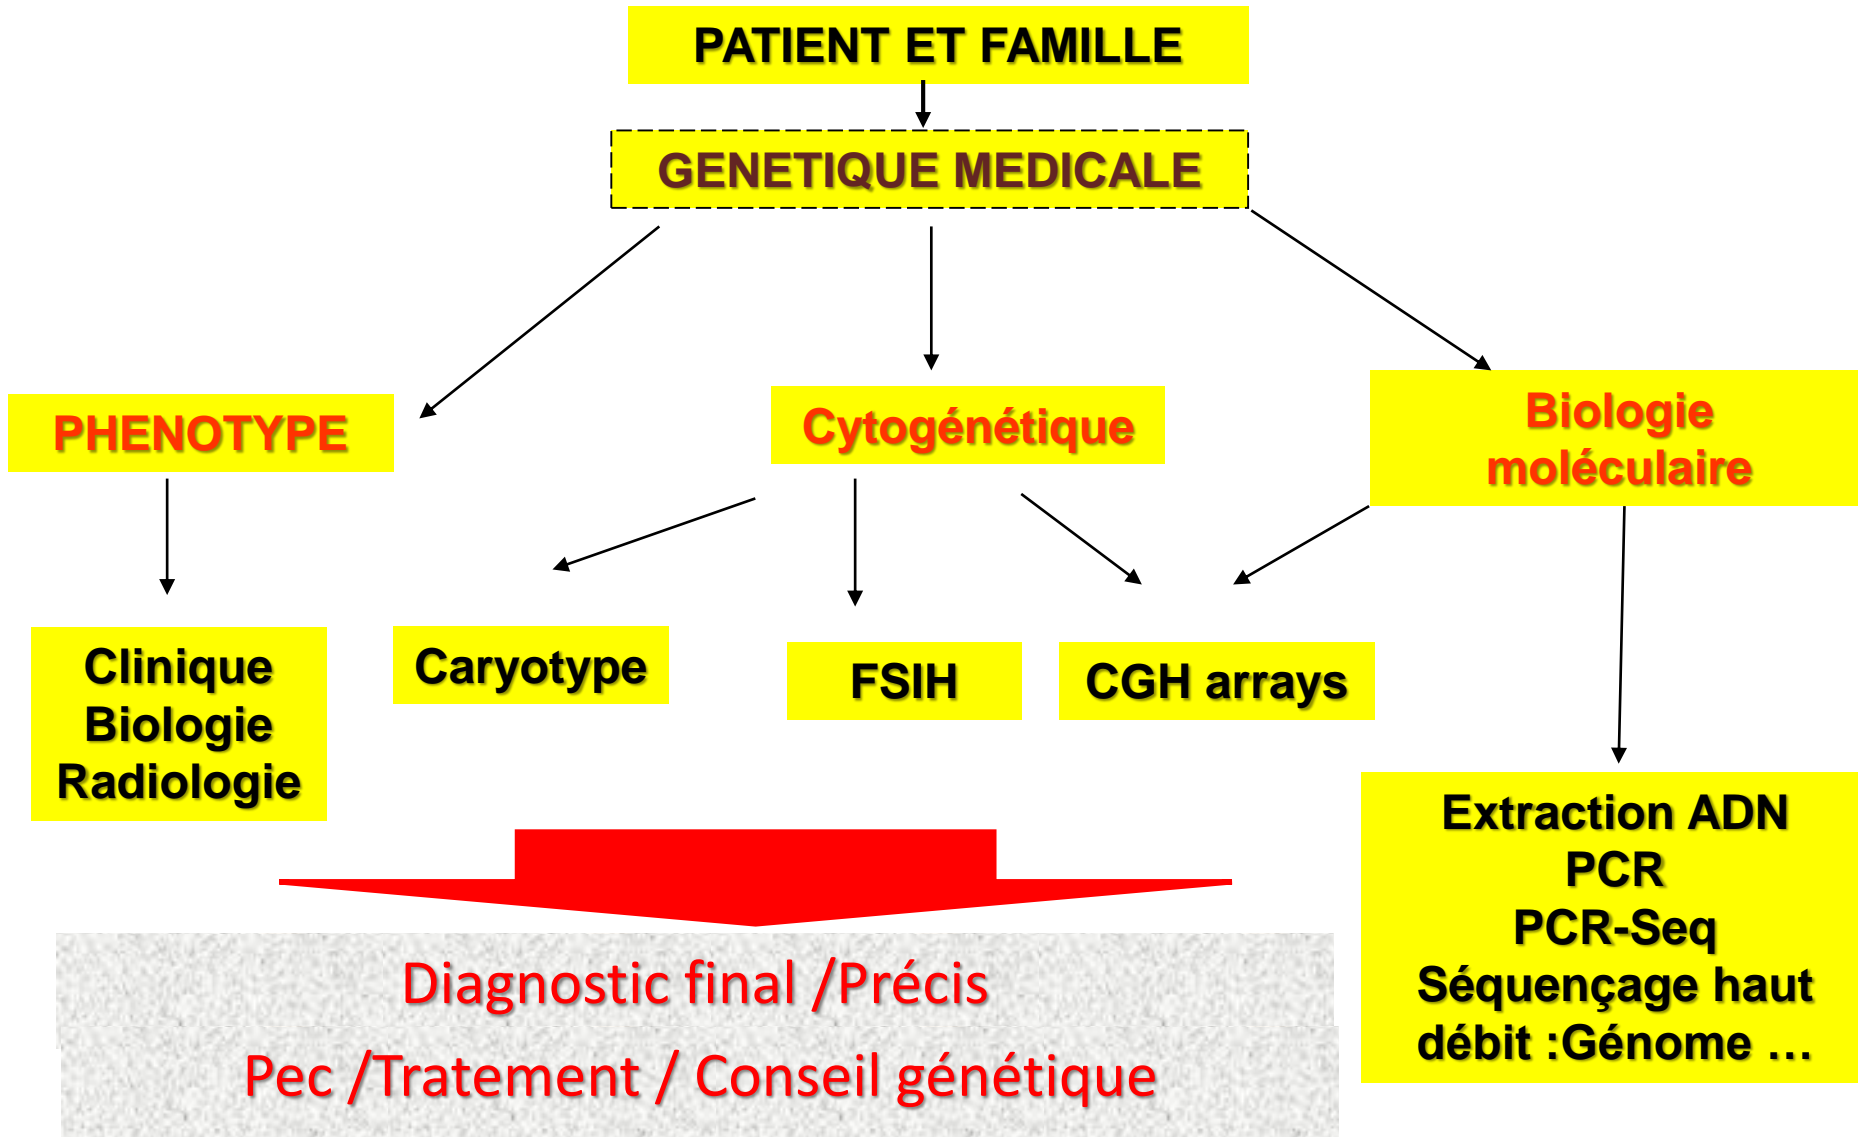 PATIENT ET FAMILLE
GENETIQUE MEDICALE
PHENOTYPE
Cytogénétique
Biologie
moléculaire
Clinique
Biologie
Radiologie
Caryotype
FSIH
CGH arrays
Extraction ADN
PCR
PCR-Seq
Séquençage haut
débit :Génome ...
Diagnostic final /Précis
Pec /Tratement / Conseil génétique